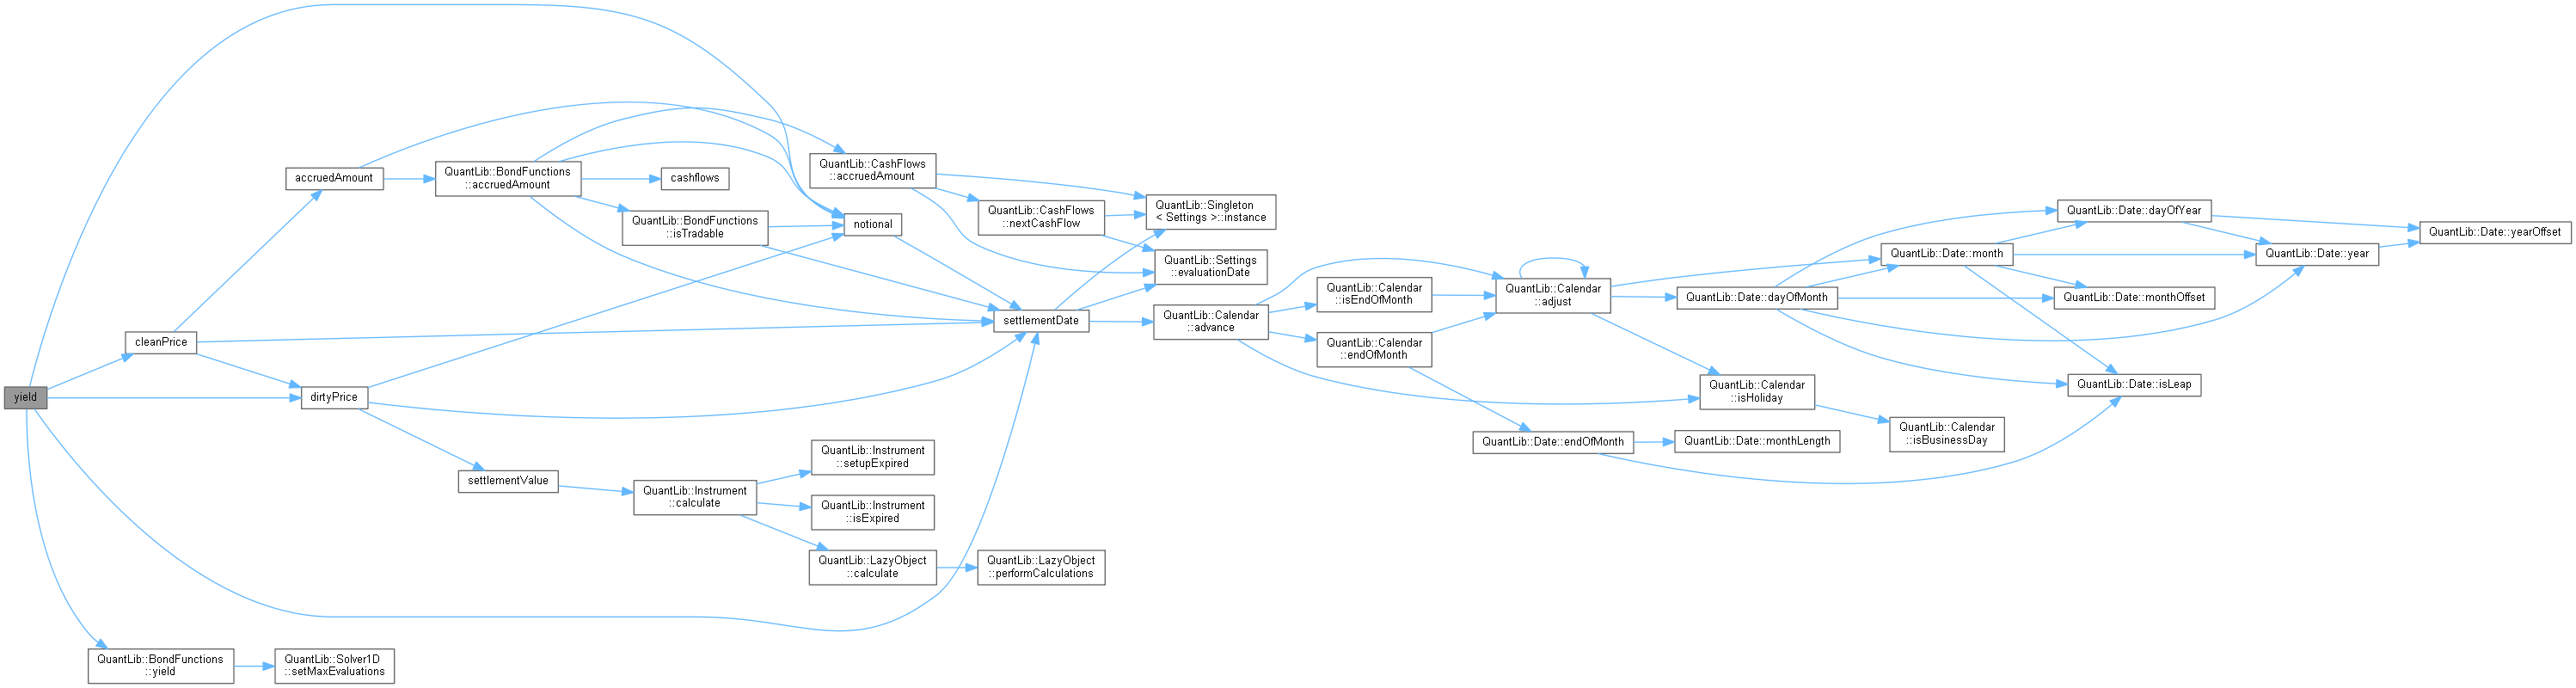 yield
cleanPrice
accruedAmount
dirtyPrice
QuantLib::BondFunctions
::yield
QuantLib::Solver1D
::setMaxEvaluations
QuantLib::BondFunctions
::accruedAmount
settlementValue
cashflows
QuantLib::BondFunctions
::isTradable
QuantLib::Instrument
::calculate
QuantLib::CashFlows
::accruedAmount
notional
QuantLib::Instrument
::setupExpired
QuantLib::Instrument
::isExpired
QuantLib::LazyObject
::calculate
QuantLib::CashFlows
::nextCashFlow
settlementDate
QuantLib::LazyObject
::performCalculations
QuantLib::Singleton
< Settings >::instance
QuantLib::Settings
::evaluationDate
QuantLib::Calendar
::advance
QuantLib::Calendar
::isEndOfMonth
QuantLib::Calendar
::endOfMonth
QuantLib::Calendar
::adjust
QuantLib::Date::endOfMonth
QuantLib::Date::dayOfMonth
QuantLib::Calendar
::isHoliday
QuantLib::Date::monthLength
QuantLib::Date::month
QuantLib::Calendar
::isBusinessDay
QuantLib::Date::dayOfYear
QuantLib::Date::monthOffset
QuantLib::Date::isLeap
QuantLib::Date::year
QuantLib::Date::yearOffset